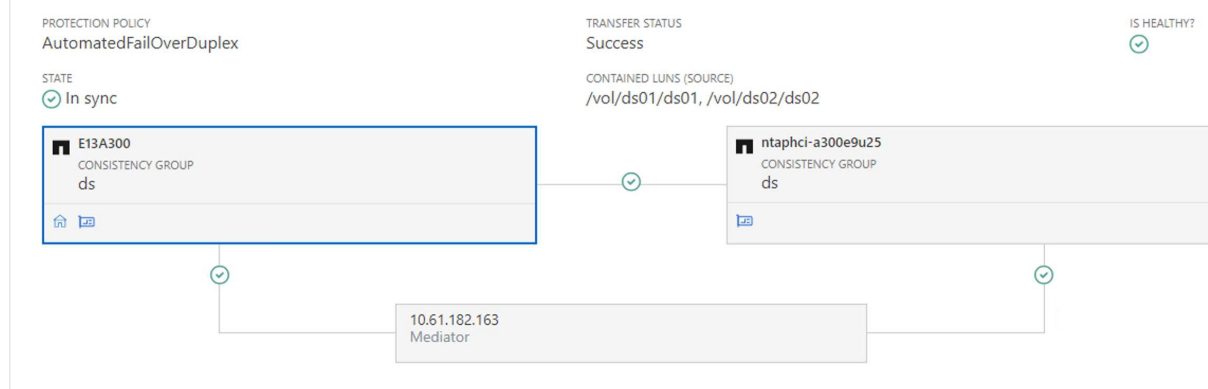 PROTECTION POLICY
AutomatedFailOverDuplex
TRANSFER STATUS
Success
IS HEALTHY?
STATE
In sync
CONTAINED LUNS (SOURCE)
/vol/ds01/ds01, /vol/ds02/ds02
E13A300
CONSISTENCY GROUP
ds
ntaphci-a300e9u25
CONSISTENCY GROUP
ds
10.61.182.163
Mediator